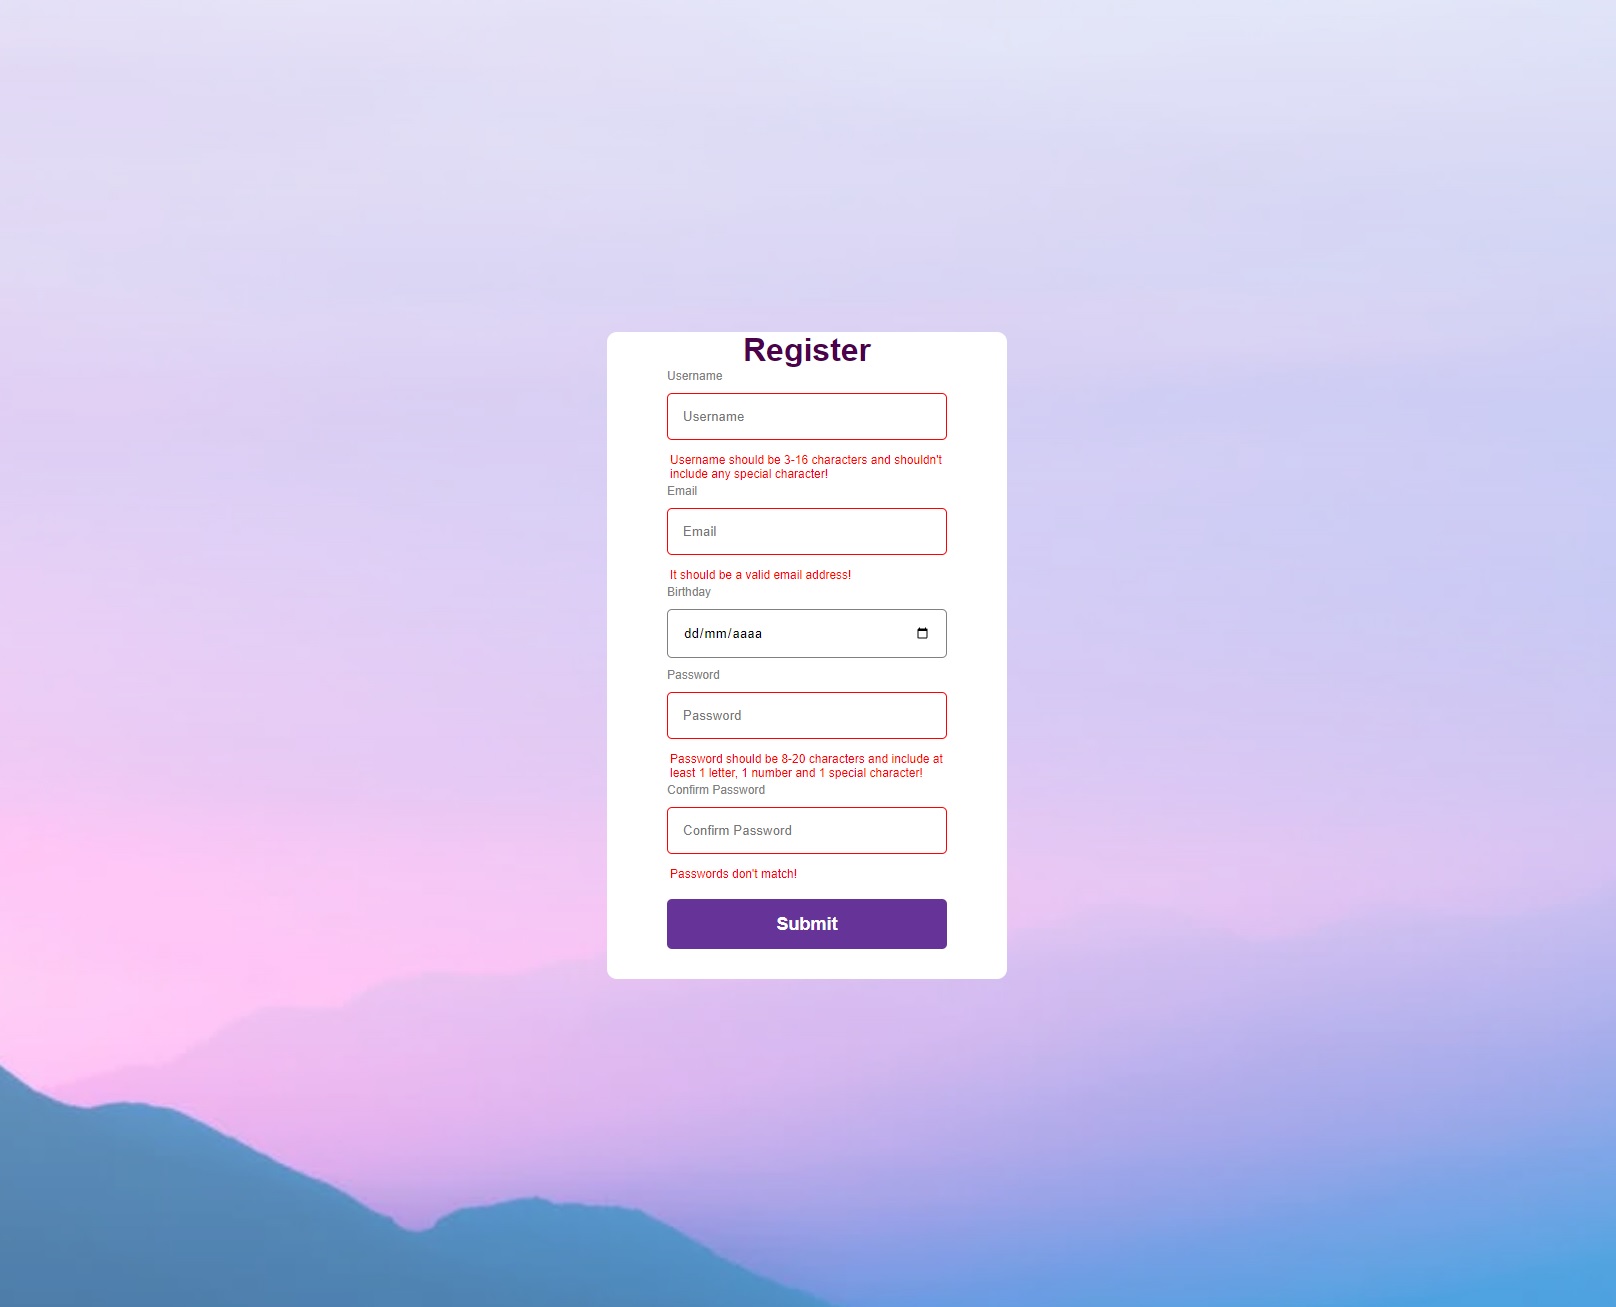 Register
Username
Username
Username should be 3-16 characters and shouldn't
include any special character!
Email
Email
It should be a valid email address!
Birthday
dd/mm/aaaa
Password
Password
Password should be 8-20 characters and include at
least 1 letter, 1 number and 1 special character!
Confirm Password
Confirm Password
Passwords don't match!
Submit